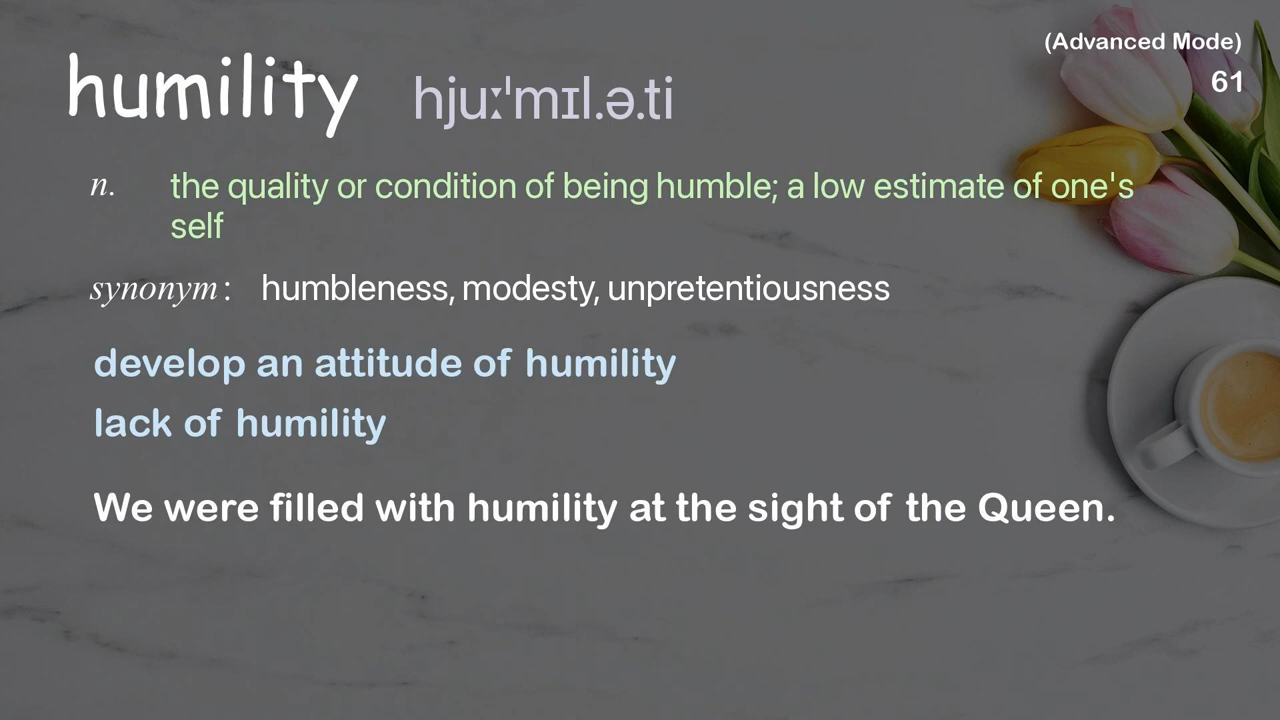 (Advanced Mode)
61
humility hjuːˈmɪl.ə.ti
n. the quality or condition of being humble; a low estimate of one's
self
synonym: humbleness, modesty, unpretentiousness
develop an attitude of humility
lack of humility
We were filled with humility at the sight of the Queen.